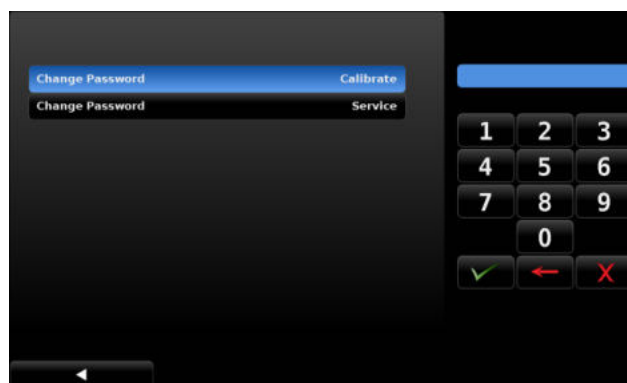 Change Password Calibrate
Change Password Service
1 2 3
4 5 6
7 8 9
0
X